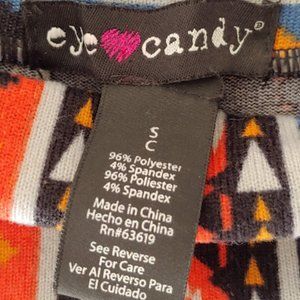 eye candy®
S
C
96% Polyester
4% Spandex
96% Poliester
4% Spandex
Made in China
Hecho en China
Rn#63619
See Reverse
For Care
Ver Al Reverso Para
El Cuidado